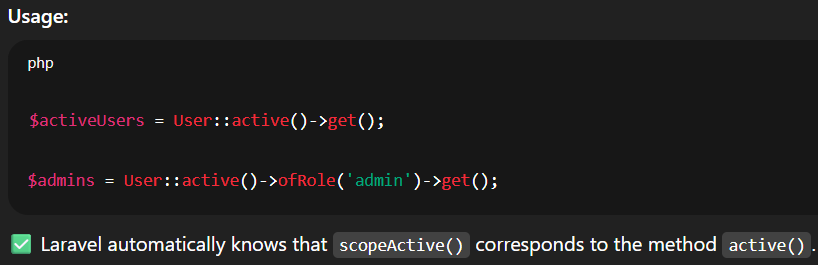 Usage:
php
$activeUsers = User::active()->get();
$admins = User::active()->ofRole('admin')->get();
✅ Laravel automatically knows that scopeActive() corresponds to the method active().